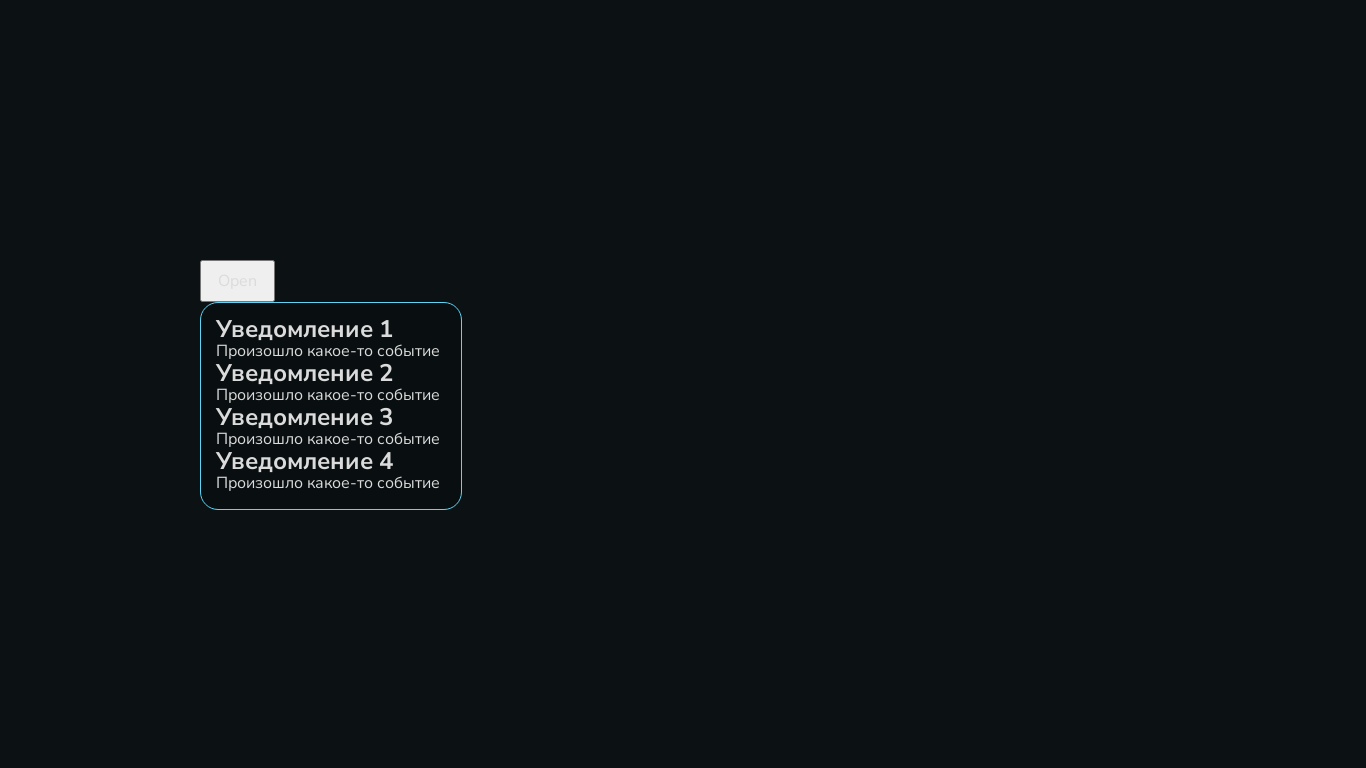 Open
Уведомление 1
Произошло какое-то событие
Уведомление 2
Произошло какое-то событие
Уведомление 3
Произошло какое-то событие
Уведомление 4
Произошло какое-то событие